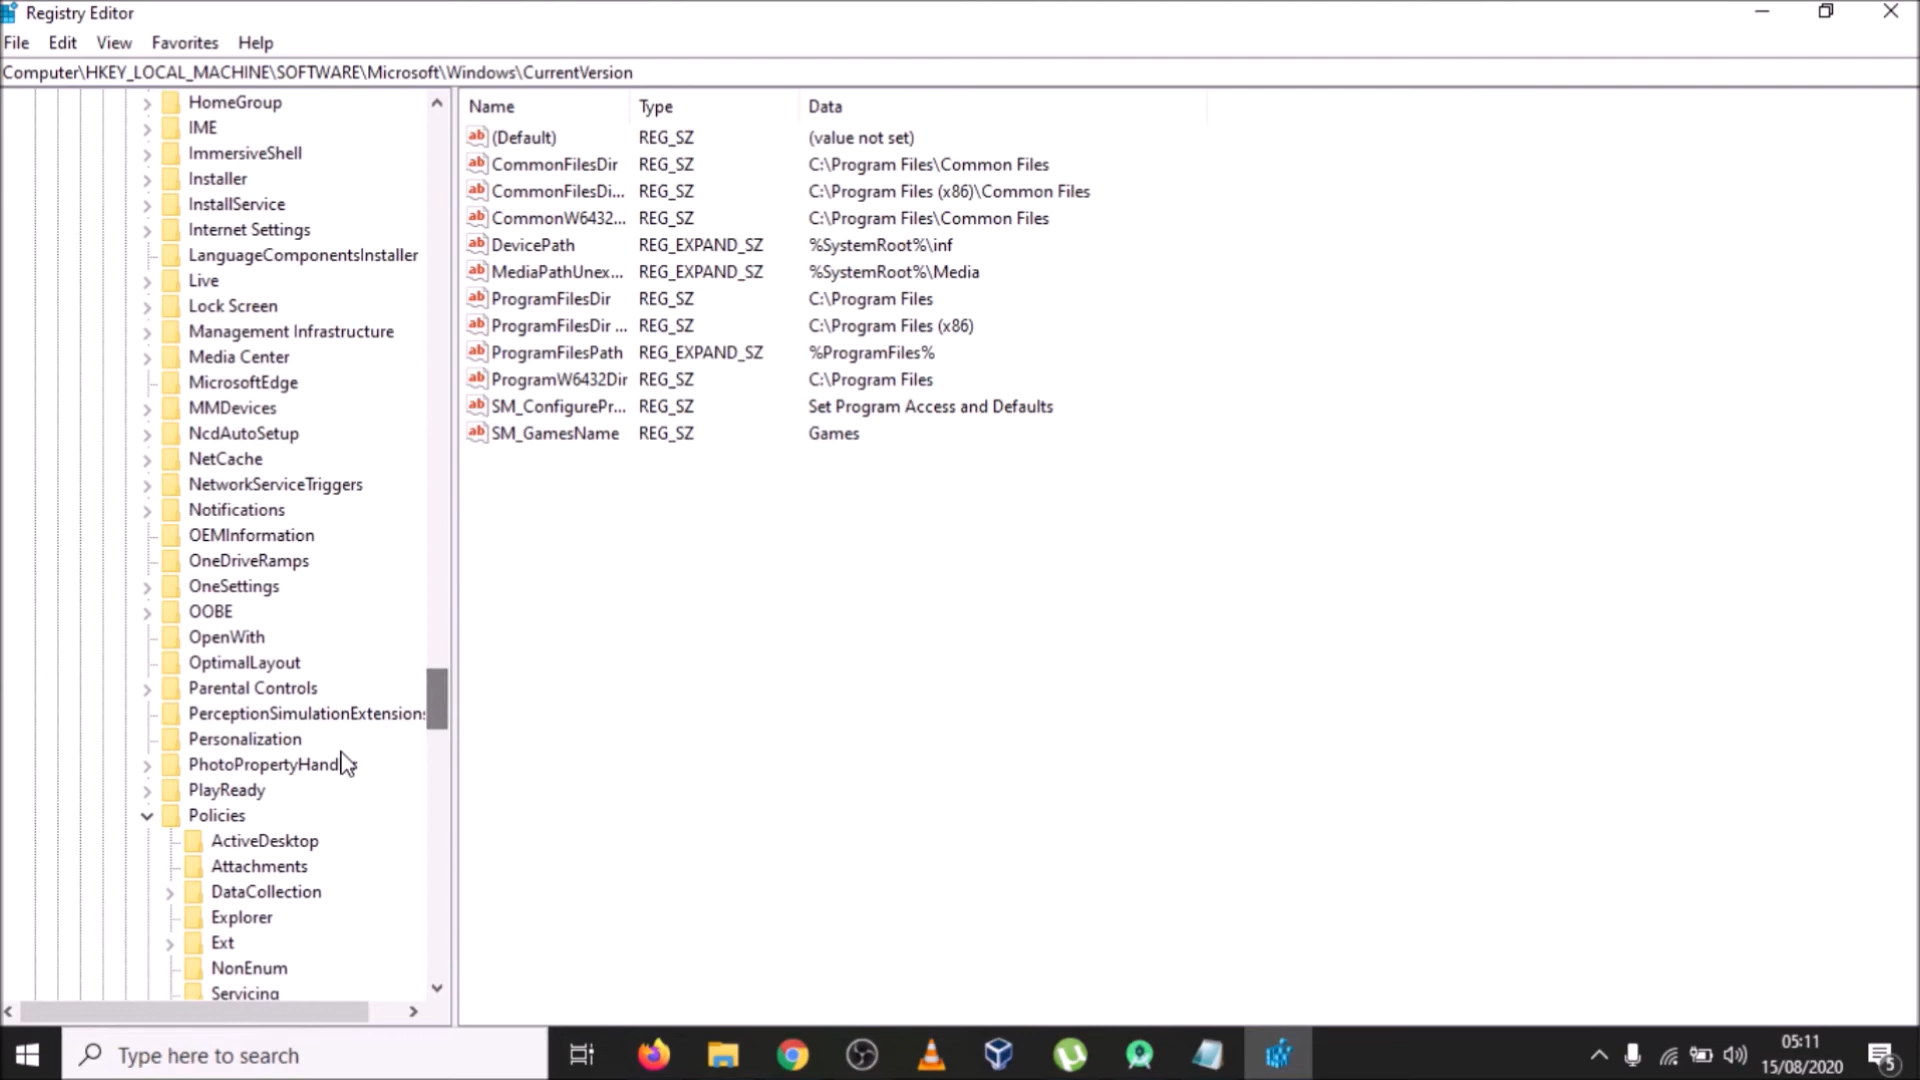 Registry Editor
File Edit View Favorites Help
Computer\HKEY_LOCAL_MACHINE\SOFTWARE\Microsoft\Windows\CurrentVersion
HomeGroup
IME
ImmersiveShell
Installer
InstallService
Internet Settings
LanguageComponentsInstaller
Live
Lock Screen
Management Infrastructure
Media Center
MicrosoftEdge
MMDevices
NcdAutoSetup
NetCache
NetworkServiceTriggers
Notifications
OEMInformation
OneDriveRamps
OneSettings
OOBE
OpenWith
OptimalLayout
Parental Controls
PerceptionSimulationExtensions
Personalization
PhotoPropertyHandler
PlayReady
Policies
ActiveDesktop
Attachments
DataCollection
Explorer
Ext
NonEnum
Servicing
Name Type Data
(Default) REG_SZ (value not set)
CommonFilesDir REG_SZ C:\Program Files\Common Files
CommonFilesDi... REG_SZ C:\Program Files (x86)\Common Files
CommonW6432... REG_SZ C:\Program Files\Common Files
DevicePath REG_EXPAND_SZ %SystemRoot%\inf
MediaPathUnex... REG_EXPAND_SZ %SystemRoot%\Media
ProgramFilesDir REG_SZ C:\Program Files
ProgramFilesDir ... REG_SZ C:\Program Files (x86)
ProgramFilesPath REG_EXPAND_SZ %ProgramFiles%
ProgramW6432Dir REG_SZ C:\Program Files
SM_ConfigurePr... REG_SZ Set Program Access and Defaults
SM_GamesName REG_SZ Games
Type here to search
05:11
15/08/2020
5